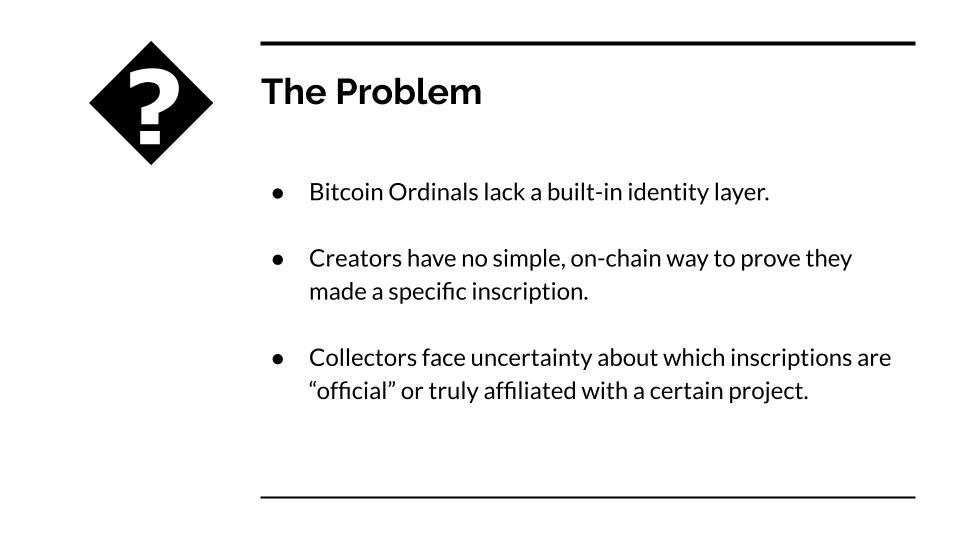 ?
The Problem
● Bitcoin Ordinals lack a built-in identity layer.
● Creators have no simple, on-chain way to prove they
made a specific inscription.
● Collectors face uncertainty about which inscriptions are
“official” or truly affiliated with a certain project.